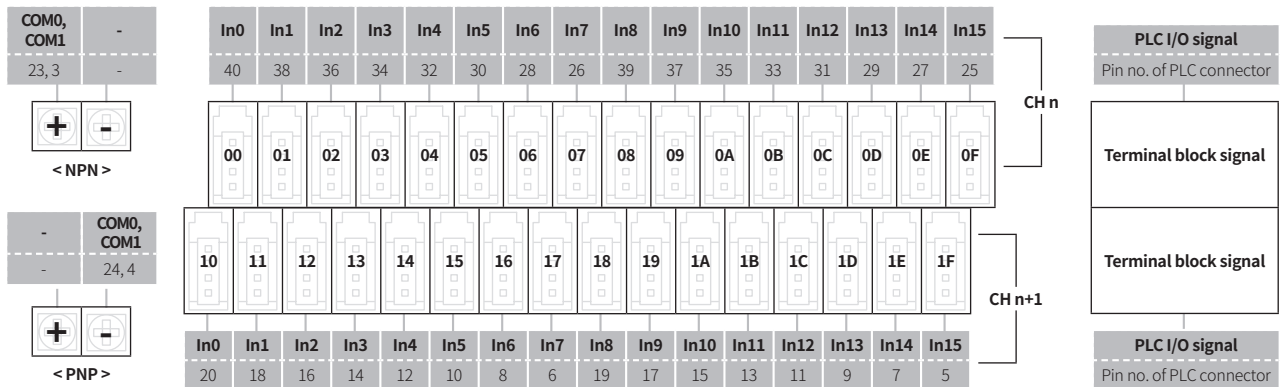 COM0, COM1 -
23, 3 -
+ -
< NPN >
- COM0, COM1
- 24, 4
+ -
< PNP >
In0 In1 In2 In3 In4 In5 In6 In7 In8 In9 In10 In11 In12 In13 In14 In15
40 38 36 34 32 30 28 26 39 37 35 33 31 29 27 25
00 01 02 03 04 05 06 07 08 09 0A 0B 0C 0D 0E 0F
CH n
10 11 12 13 14 15 16 17 18 19 1A 1B 1C 1D 1E 1F
CH n+1
In0 In1 In2 In3 In4 In5 In6 In7 In8 In9 In10 In11 In12 In13 In14 In15
20 18 16 14 12 10 8 6 19 17 15 13 11 9 7 5
PLC I/O signal
Pin no. of PLC connector
Terminal block signal
Terminal block signal
PLC I/O signal
Pin no. of PLC connector